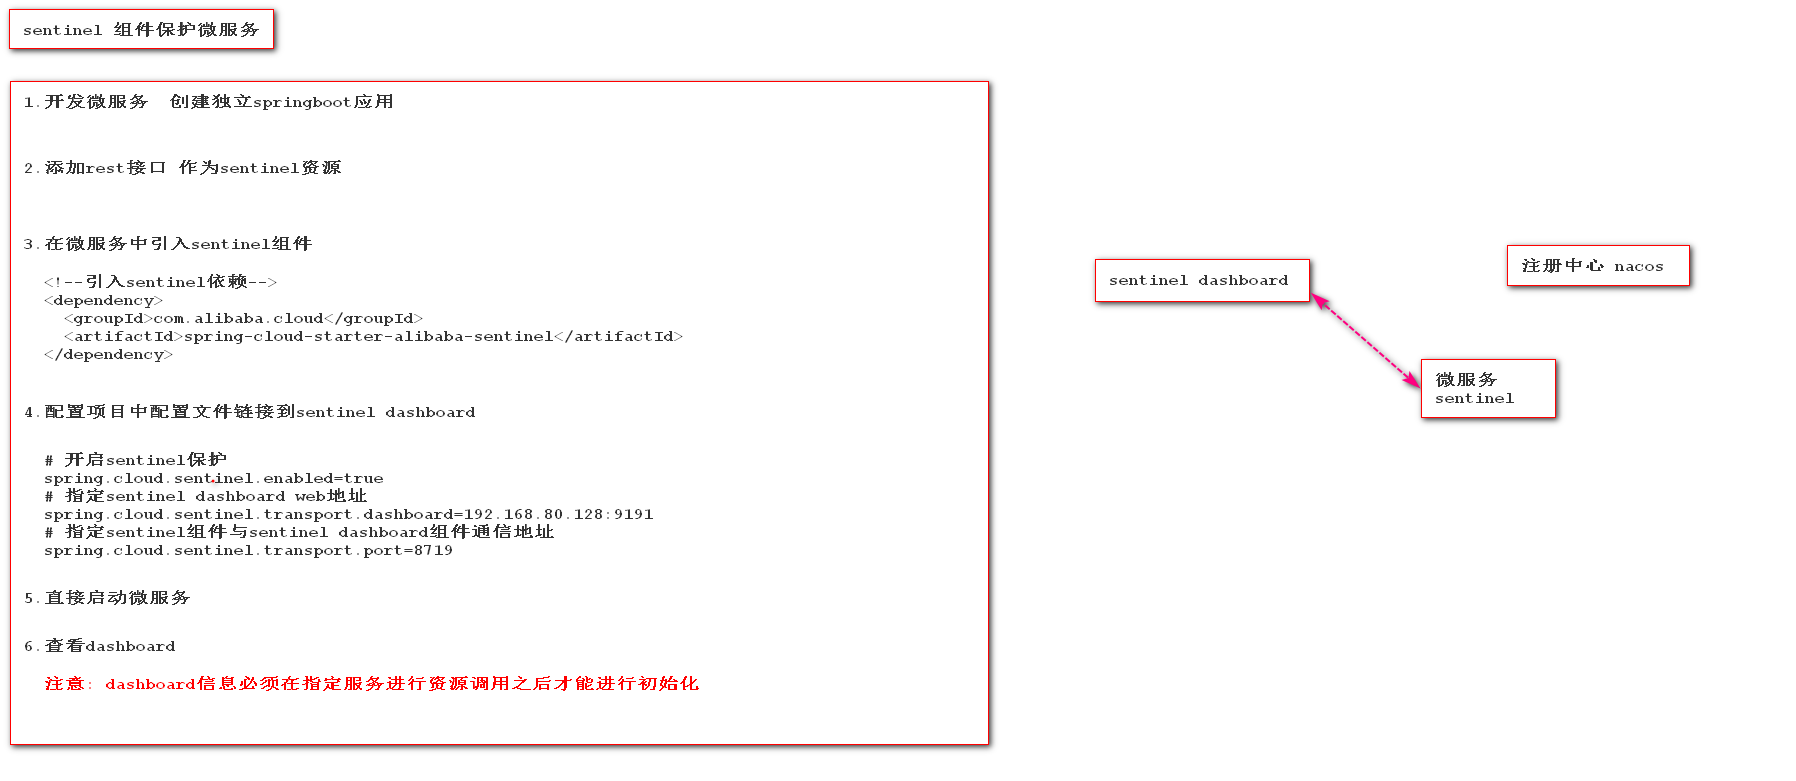 sentinel 组件保护微服务
1.开发微服务  创建独立springboot应用
2.添加rest接口 作为sentinel资源
3.在微服务中引入sentinel组件
<!--引入sentinel依赖-->
<dependency>
  <groupId>com.alibaba.cloud</groupId>
  <artifactId>spring-cloud-starter-alibaba-sentinel</artifactId>
</dependency>
4.配置项目中配置文件链接到sentinel dashboard
# 开启sentinel保护
spring.cloud.sentinel.enabled=true
# 指定sentinel dashboard web地址
spring.cloud.sentinel.transport.dashboard=192.168.80.128:9191
# 指定sentinel组件与sentinel dashboard组件通信地址
spring.cloud.sentinel.transport.port=8719
5.直接启动微服务
6.查看dashboard
注意: dashboard信息必须在指定服务进行资源调用之后才能进行初始化
sentinel dashboard
注册中心 nacos
微服务
sentinel